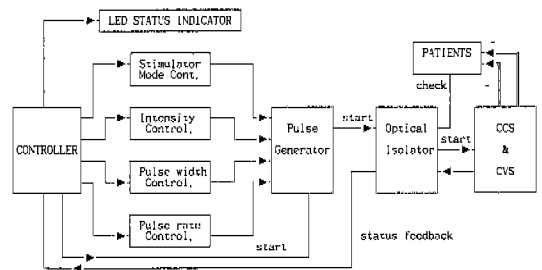 LED STATUS INDICATOR
Stimulator
Mode Cont.
PATIENTS
check
Intensity
Control.
CONTROLLER
Pulse
Generator
start
Optical
Isolator
start
CCS
&
CVS
Pulse width
Control.
Pulse rate
Control.
start
status feedback